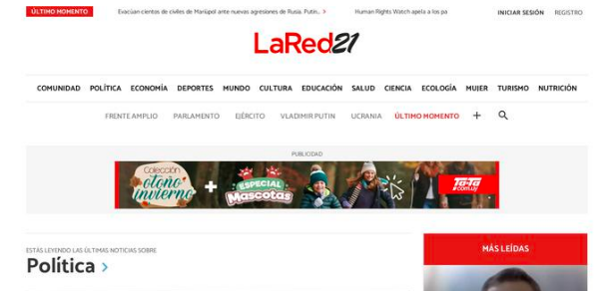 ÚLTIMO MOMENTO Evacúan cientos de civiles de Mariúpol ante nuevas agresiones de Rusia. Putin... > Human Rights Watch apela a los pa INICIAR SESIÓN REGISTRO
LaRed21
COMUNIDAD POLÍTICA ECONOMÍA DEPORTES MUNDO CULTURA EDUCACIÓN SALUD CIENCIA ECOLOGÍA MUJER TURISMO NUTRICIÓN
FRENTE AMPLIO PARLAMENTO EJÉRCITO VLADIMIR PUTIN UCRANIA ÚLTIMO MOMENTO +
PUBLICIDAD
Colección
otoño
invierno
+
ESPECIAL
Mascotas
TaTa
.com.uy
ESTÁS LEYENDO LAS ÚLTIMAS NOTICIAS SOBRE
Política >
MÁS LEÍDAS